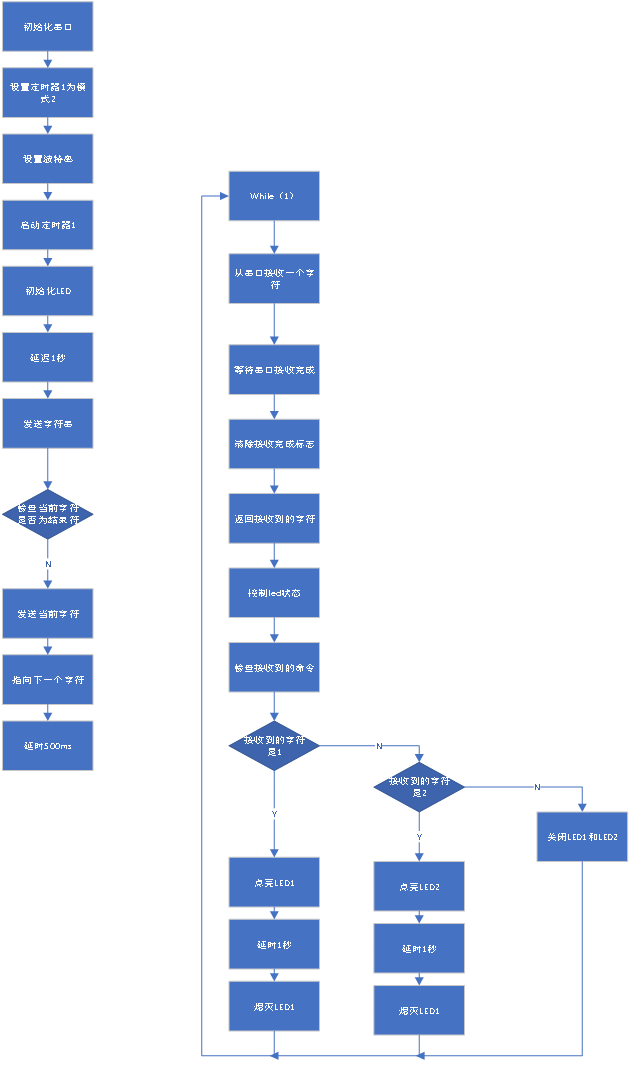 初始化串口
设置定时器1为模
式2
设置波特率
启动定时器1
初始化LED
延迟1秒
发送字符串
检查当前字符
是否为结束符
N
发送当前字符
指向下一个字符
延时500ms
While（1）
从串口接收一个字
符
等待串口接收完成
清除接收完成标志
返回接收到的字符
控制led状态
检查接收到的命令
接收到的字符
是1
N
接收到的字符
是2
N
Y
Y
关闭LED1和LED2
点亮LED1
延时1秒
熄灭LED1
点亮LED2
延时1秒
熄灭LED1